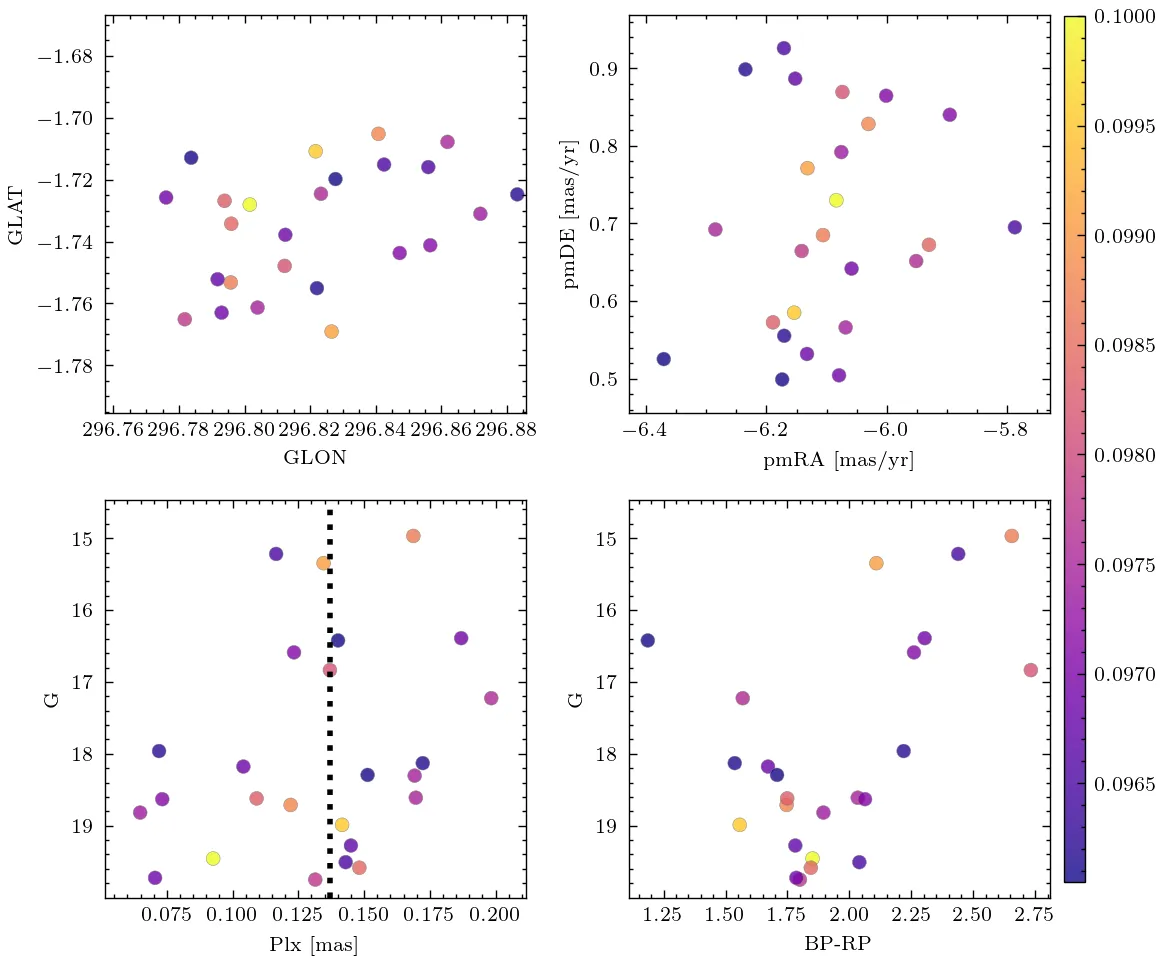 −1.68
−1.70
−1.72
−1.74
−1.76
−1.78
GLAT
296.76 296.78 296.80 296.82 296.84 296.86 296.88
GLON
0.9
0.8
0.7
0.6
0.5
pmDE [mas/yr]
−6.4 −6.2 −6.0 −5.8
pmRA [mas/yr]
15
16
17
18
19
G
0.075 0.100 0.125 0.150 0.175 0.200
Plx [mas]
15
16
17
18
19
G
1.25 1.50 1.75 2.00 2.25 2.50 2.75
BP-RP
0.1000
0.0995
0.0990
0.0985
0.0980
0.0975
0.0970
0.0965